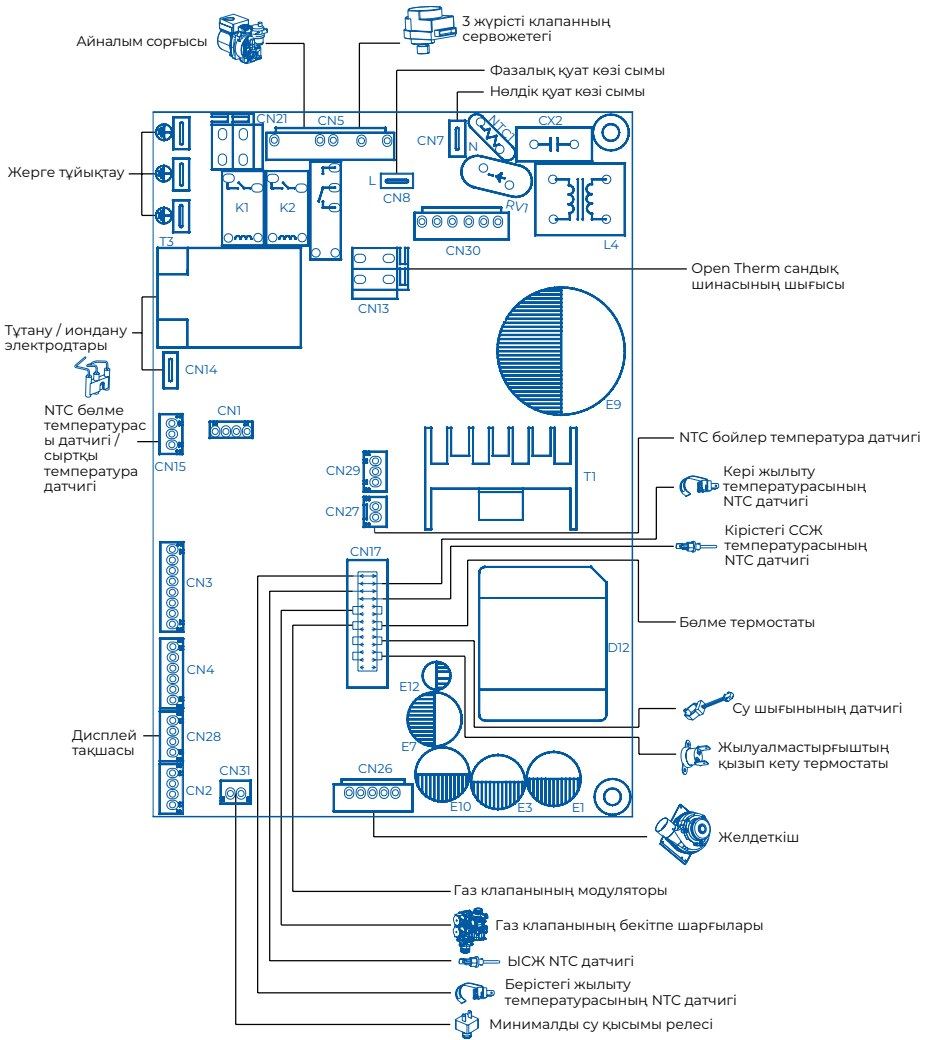 Айналым сорғысы
3 жүрісті клапанның
сервожетегі
Фазалық қуат көзі сымы
Нөлдік қуат көзі сымы
CN21
CN5
CN7
N
NTC1
CX2
Жерге тұйықтау
K1
K2
L
CN8
RV1
L4
T3
CN30
Open Therm сандық
шинасының шығысы
CN13
Тұтану / иондану
электродтары
CN14
E9
NTC бөлме
температурас
ы датчигі /
сыртқы
температура
датчигі
CN1
CN15
NTC бойлер температура датчигі
CN29
T1
CN27
Кері жылыту
температурасының
NTC датчигі
Кірістегі ССЖ
температурасының
NTC датчигі
CN17
CN3
Бөлме термостаты
D12
CN4
E12
Су шығынының датчигі
Дисплей
тақшасы
CN28
E7
Жылуалмастырғыштың
қызып кету термостаты
CN31
CN26
CN2
E10
E3
E1
Желдеткіш
Газ клапанының модуляторы
Газ клапанының бекітпе шарғылары
ЫСЖ NTC датчигі
Берістегі жылыту
температурасының NTC датчигі
Минималды су қысымы релесі